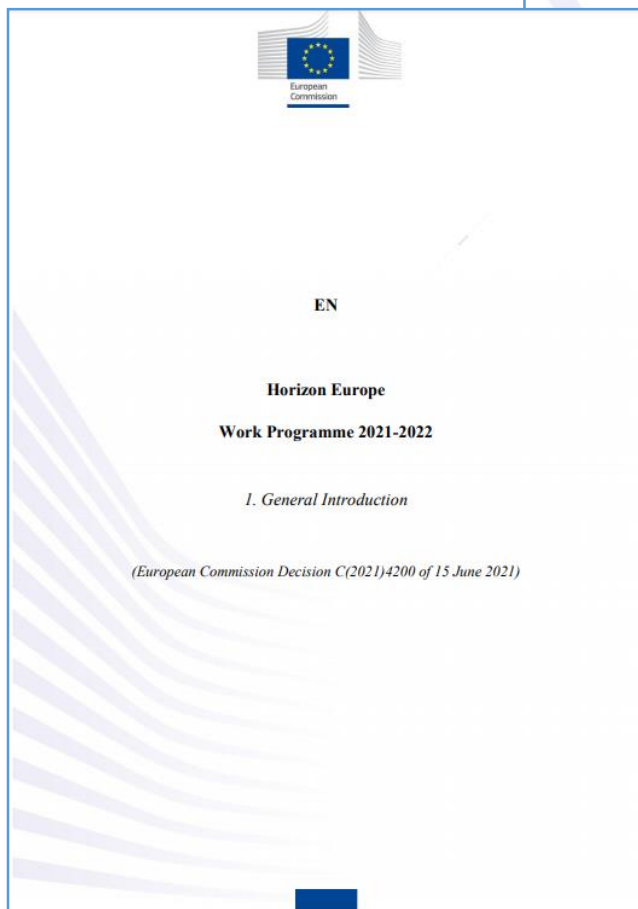 European
Commission
EN
Horizon Europe
Work Programme 2021-2022
1. General Introduction
(European Commission Decision C(2021)4200 of 15 June 2021)